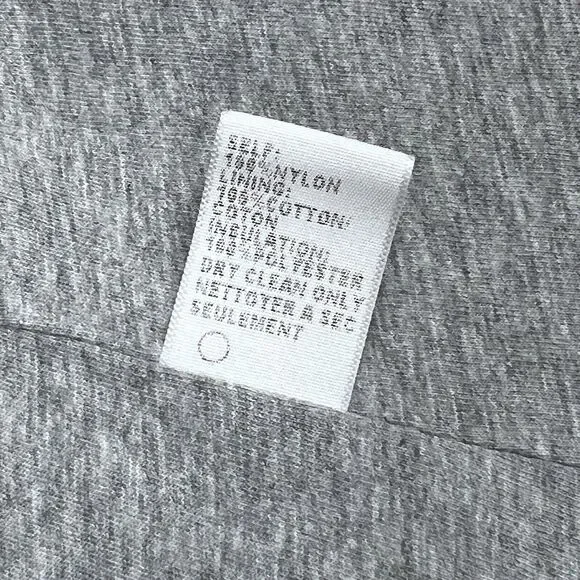 SELF:
100%NYLON
LINING:
100%COTTON/
COTON
INSULATION:
100%POLYESTER
DRY CLEAN ONLY
NETTOYER A SEC
SEULEMENT